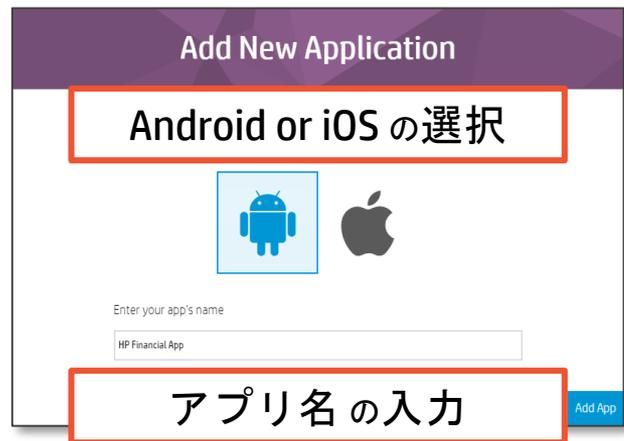 Add New Application
Android or iOS の選択
Enter your app's name
HP Financial App
アプリ名 の入力
Add App